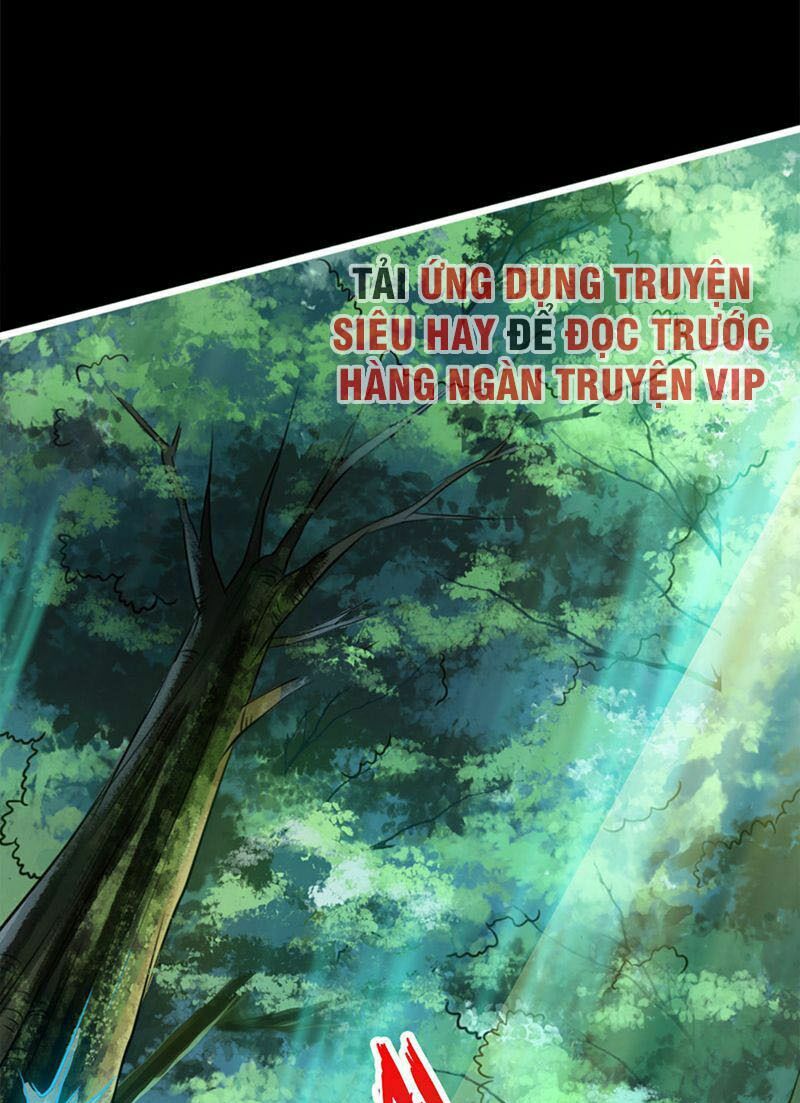 TẢI ỨNG DỤNG TRUYỆN
SIÊU HAY ĐỂ ĐỌC TRƯỚC
HÀNG NGÀN TRUYỆN VIP